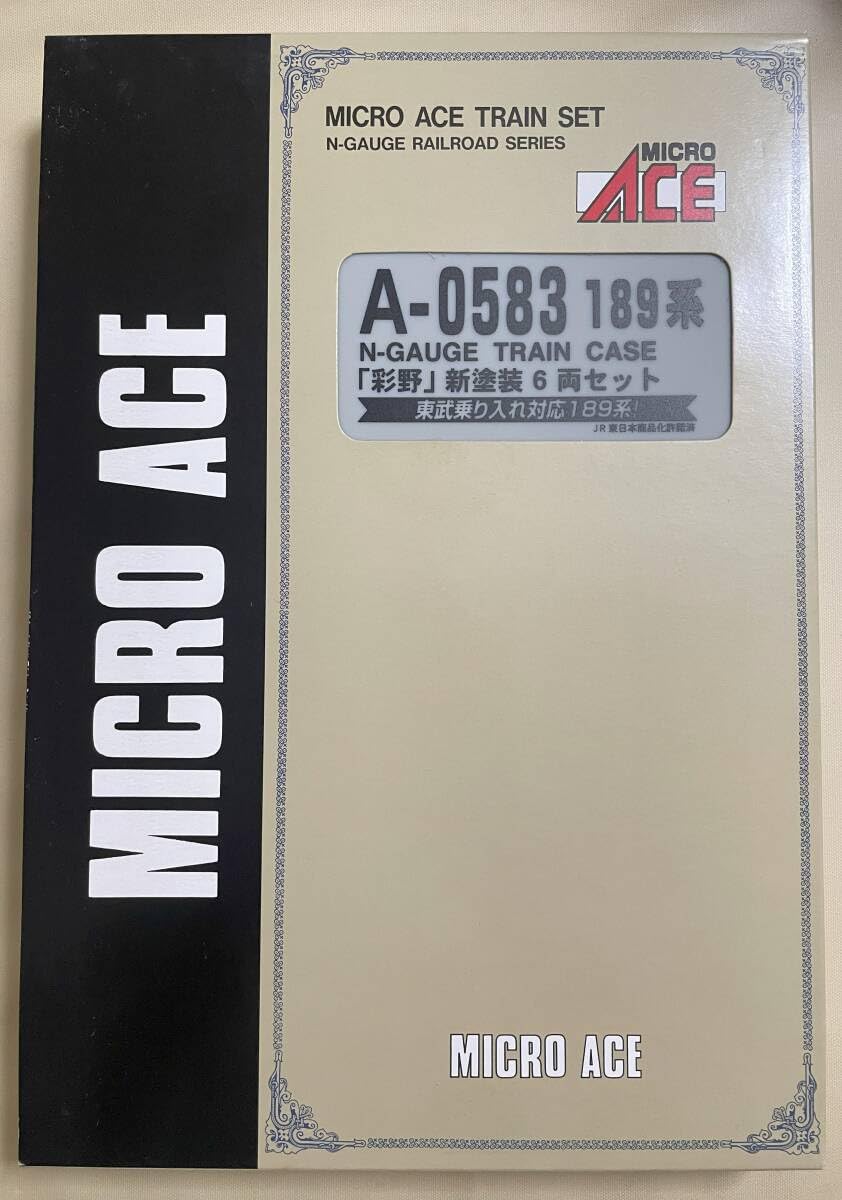 MICRO ACE
MICRO ACE TRAIN SET
N-GAUGE RAILROAD SERIES
MICRO
ACE
A-0583 189系
N-GAUGE TRAIN CASE
「彩野」新塗装6両セット
東武乗り入れ対応189系!
JR東日本商品化許諾済
MICRO ACE